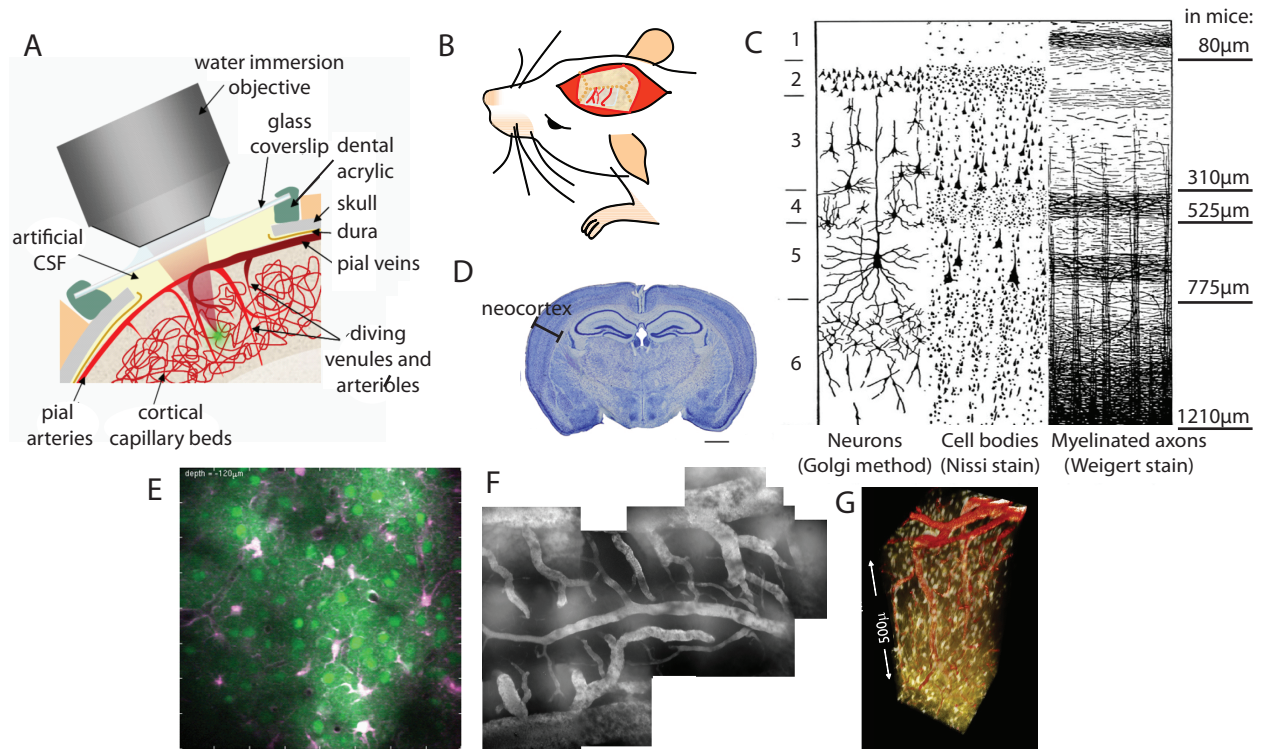 A
water immersion
objective
glass
coverslip
dental
acrylic
skull
dura
pial veins
artificial
CSF
diving
venules and
arterioles
pial
arteries
cortical
capillary beds
B
C
1
2
3
4
5
6
in mice:
80μm
310μm
525μm
775μm
1210μm
Neurons
(Golgi method)
Cell bodies
(Nissi stain)
Myelinated axons
(Weigert stain)
D
neocortex
E
depth = -120μm
F
G
500μ